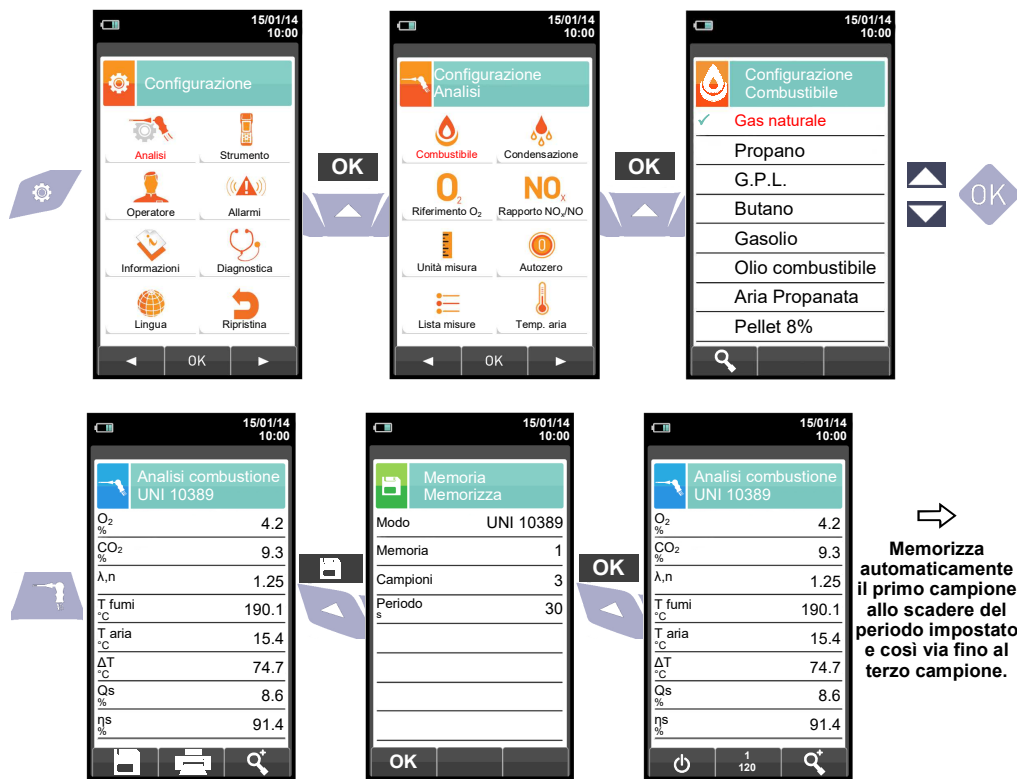 15/01/14
10:00
Configurazione
Analisi
Strumento
Operatore
Allarmi
Informazioni
Diagnostica
Lingua
Ripristina
◄ OK ►
OK
15/01/14
10:00
Configurazione
Analisi
Combustibile
Condensazione
O2
NOx
Riferimento O2
Rapporto NOx/NO
Unità misura
0
Autozero
Lista misure
Temp. aria
◄ OK ►
OK
15/01/14
10:00
Configurazione
Combustibile
✓ Gas naturale
Propano
G.P.L.
Butano
Gasolio
Olio combustibile
Aria Propanata
Pellet 8%
OK
15/01/14
10:00
Analisi combustione
UNI 10389
O2 % 4.2
CO2 % 9.3
λ,n 1.25
T fumi °C 190.1
T aria °C 15.4
ΔT °C 74.7
Qs % 8.6
ηs % 91.4
15/01/14
10:00
Memoria
Memorizza
Modo UNI 10389
Memoria 1
Campioni 3
Periodo s 30
OK
OK
15/01/14
10:00
Analisi combustione
UNI 10389
O2 % 4.2
CO2 % 9.3
λ,n 1.25
T fumi °C 190.1
T aria °C 15.4
ΔT °C 74.7
Qs % 8.6
ηs % 91.4
1
120
Memorizza
automaticamente
il primo campione
allo scadere del
periodo impostato
e così via fino al
terzo campione.